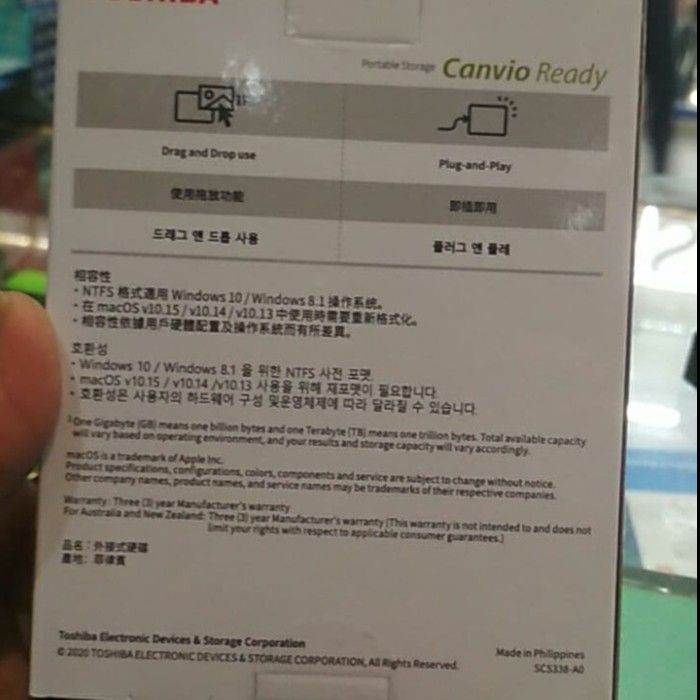 TOSHIBA
Portable Storage Canvio Ready
Drag and Drop use
Plug-and-Play
使用拖放功能
即插即用
드래그 앤 드롭 사용
플러그 앤 플레
相容性
・NTFS 格式適用 Windows 10 / Windows 8.1 操作系統。
・在 macOS v10.15 / v10.14 / v10.13 中使用時需要重新格式化。
・相容性依據用戶硬體配置及操作系統而有所差異。
호환성
・Windows 10 / Windows 8.1 을 위한 NTFS 사전 포맷
・macOS v10.15 / v10.14 /v10.13 사용을 위해 재포맷이 필요합니다
・호환성은 사용자의 하드웨어 구성 및운영체제에 따라 달라질 수 있습니다
1 One Gigabyte (GB) means one billion bytes and one Terabyte (TB) means one trillion bytes. Total available capacity
will vary based on operating environment, and your results and storage capacity will vary accordingly.
macOS is a trademark of Apple Inc.
Product specifications, configurations, colors, components and service are subject to change without notice.
Other company names, product names, and service names may be trademarks of their respective companies.
Warranty: Three (3) year Manufacturer's warranty
For Australia and New Zealand: Three (3) year Manufacturer's warranty (This warranty is not intended to and does not
limit your rights with respect to applicable consumer guarantees.)
品名：外接式硬碟
產地：菲律賓
Toshiba Electronic Devices & Storage Corporation
© 2020 TOSHIBA ELECTRONIC DEVICES & STORAGE CORPORATION, All Rights Reserved.
Made in Philippines
SCS338-A0